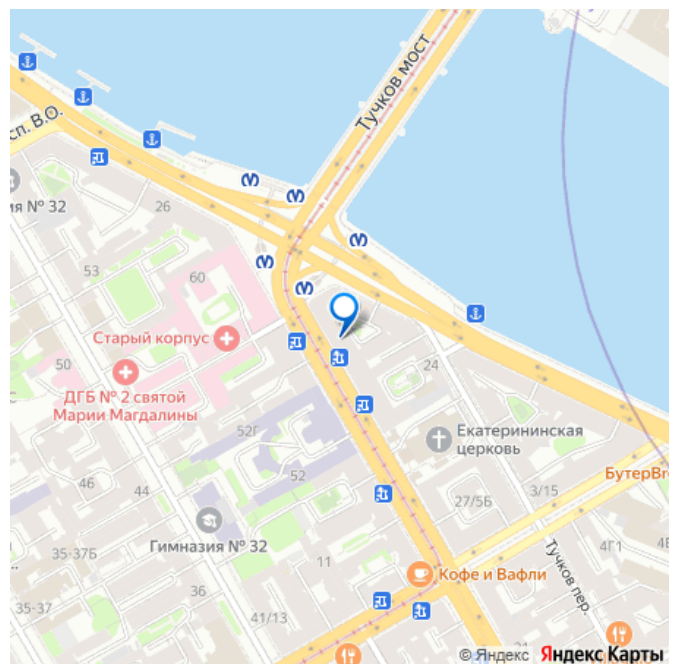 Тучков мост
сп. В.О.
ия № 32
26
53
60
Старый корпус
50
24
ДГБ № 2 святой
Марии Магдалины
52Г
Екатерининская
церковь
52
46
44
БутерBr
27/5Б
3/15
Гимназия № 32
4Г1
35-37Б
11
Тучков пер.
Кофе и Вафли
36
35-37
41/13
© Яндекс Яндекс Карты